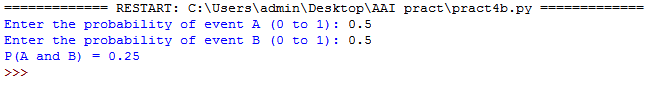 ============= RESTART: C:\Users\admin\Desktop\AAI pract\pract4b.py =============
Enter the probability of event A (0 to 1): 0.5
Enter the probability of event B (0 to 1): 0.5
P(A and B) = 0.25
>>>